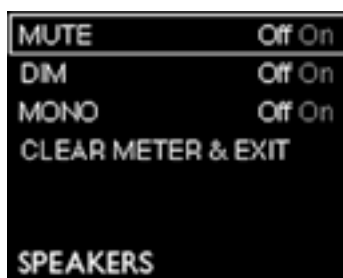 MUTE Off On
DIM Off On
MONO Off On
CLEAR METER & EXIT
SPEAKERS